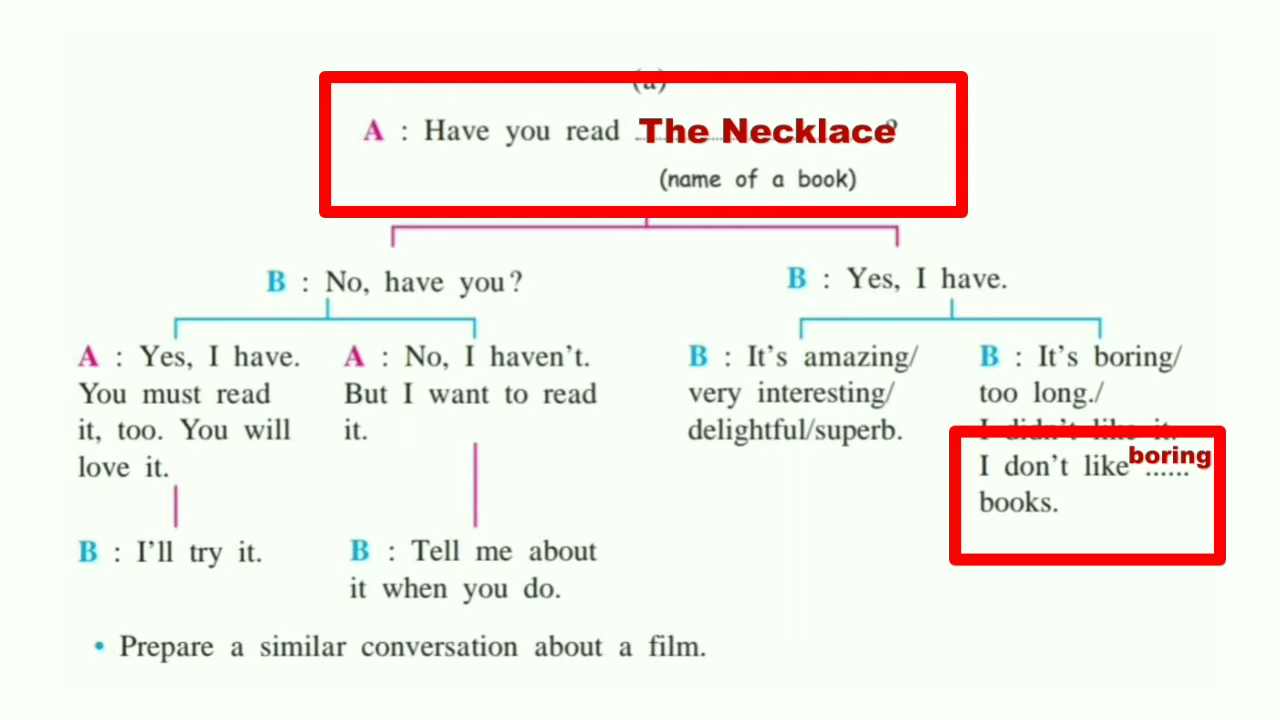 (a)
A : Have you read The Necklace ?
(name of a book)
B : No, have you?
B : Yes, I have.
A : Yes, I have.
You must read
it, too. You will
love it.
A : No, I haven't.
But I want to read
it.
B : It's amazing/
very interesting/
delightful/superb.
B : It's boring/
too long./
I didn't like it.
I don't like ...... boring
books.
B : I'll try it.
B : Tell me about
it when you do.
• Prepare a similar conversation about a film.